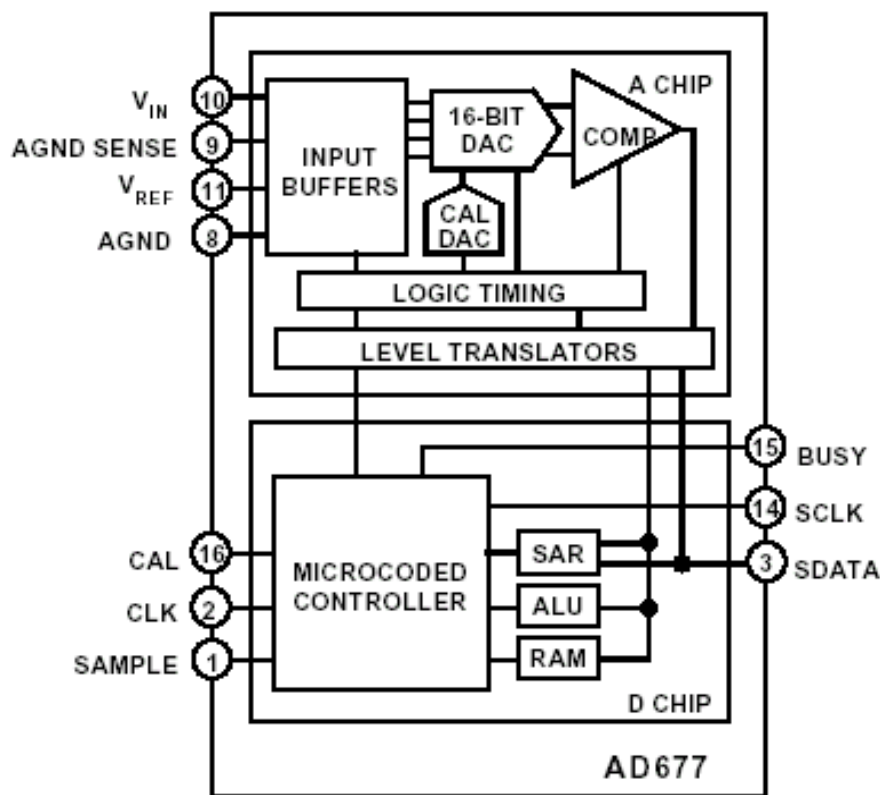 A CHIP
10
V_IN
16-BIT
DAC
COMP
9
AGND SENSE
INPUT
BUFFERS
11
V_REF
CAL
DAC
8
AGND
LOGIC TIMING
LEVEL TRANSLATORS
15
BUSY
14
SCLK
16
CAL
SAR
3
SDATA
MICROCODED
CONTROLLER
2
CLK
ALU
1
SAMPLE
RAM
D CHIP
AD677